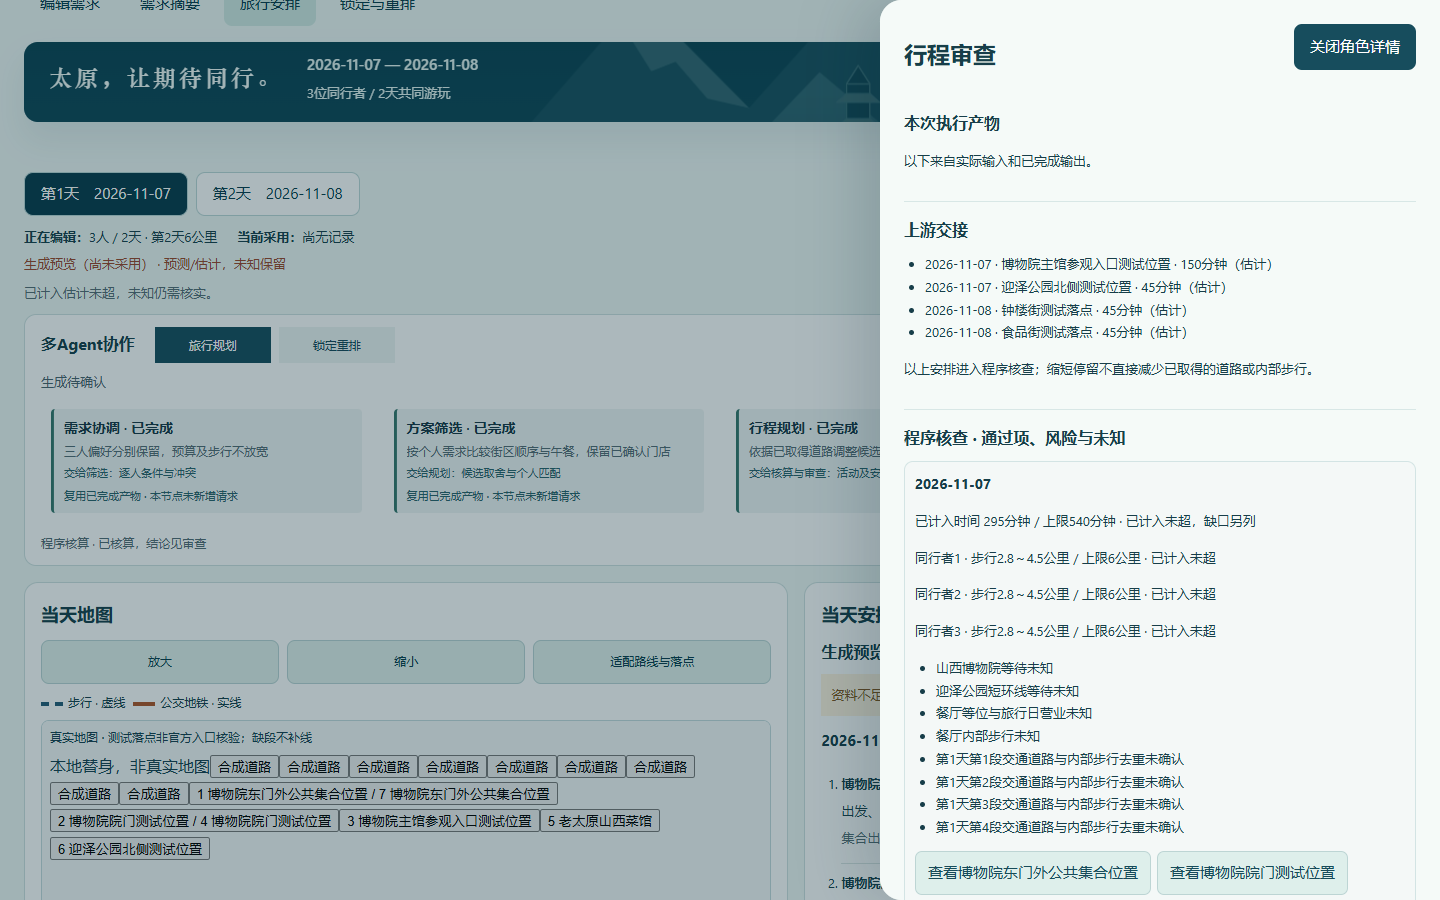 编辑需求 需求摘要 旅行安排 锁定与重排
太原，让期待同行。
2026-11-07 — 2026-11-08
3位同行者 / 2天共同游玩
第1天 2026-11-07 第2天 2026-11-08
正在编辑：3人 / 2天 · 第2天6公里 当前采用：尚无记录
生成预览（尚未采用） · 预测/估计，未知保留
已计入估计未超，未知仍需核实。
多Agent协作 旅行规划 锁定重排
生成待确认
需求协调 · 已完成
三人偏好分别保留，预算及步行不放宽
交给筛选：逐人条件与冲突
复用已完成产物 · 本节点未新增请求
方案筛选 · 已完成
按个人需求比较街区顺序与午餐，保留已确认门店
交给规划：候选取舍与个人匹配
复用已完成产物 · 本节点未新增请求
行程规划 · 已完成
依据已取得道路调整候选
交给核算与审查：活动及安
程序核算 · 已核算，结论见审查
当天地图
放大 缩小 适配路线与落点
步行 · 虚线 公交地铁 · 实线
真实地图 · 测试落点非官方入口核验；缺段不补线
本地替身，非真实地图 合成道路 合成道路 合成道路 合成道路 合成道路 合成道路 合成道路
合成道路 合成道路 1 博物院东门外公共集合位置 / 7 博物院东门外公共集合位置
2 博物院院门测试位置 / 4 博物院院门测试位置 3 博物院主馆参观入口测试位置 5 老太原山西菜馆
6 迎泽公园北侧测试位置
当天安
生成预览
资料不足
2026-11
1. 博物院
出发、
集合出
2. 博物院
行程审查
关闭角色详情
本次执行产物
以下来自实际输入和已完成输出。
上游交接
2026-11-07 · 博物院主馆参观入口测试位置 · 150分钟（估计）
2026-11-07 · 迎泽公园北侧测试位置 · 45分钟（估计）
2026-11-08 · 钟楼街测试落点 · 45分钟（估计）
2026-11-08 · 食品街测试落点 · 45分钟（估计）
以上安排进入程序核查；缩短停留不直接减少已取得的道路或内部步行。
程序核查 · 通过项、风险与未知
2026-11-07
已计入时间 295分钟 / 上限540分钟 · 已计入未超，缺口另列
同行者1 · 步行2.8～4.5公里 / 上限6公里 · 已计入未超
同行者2 · 步行2.8～4.5公里 / 上限6公里 · 已计入未超
同行者3 · 步行2.8～4.5公里 / 上限6公里 · 已计入未超
山西博物院等待未知
迎泽公园短环线等待未知
餐厅等位与旅行日营业未知
餐厅内部步行未知
第1天第1段交通道路与内部步行去重未确认
第1天第2段交通道路与内部步行去重未确认
第1天第3段交通道路与内部步行去重未确认
第1天第4段交通道路与内部步行去重未确认
查看博物院东门外公共集合位置 查看博物院院门测试位置